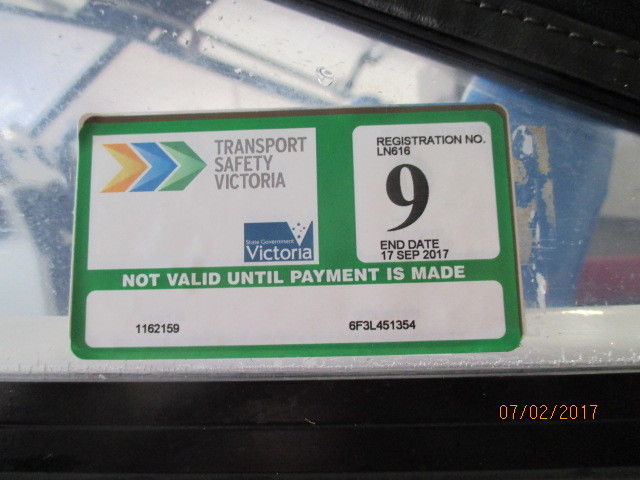 TRANSPORT
SAFETY
VICTORIA
State Government
Victoria
REGISTRATION NO.
LN616
9
END DATE
17 SEP 2017
NOT VALID UNTIL PAYMENT IS MADE
1162159
6F3L451354
07/02/2017